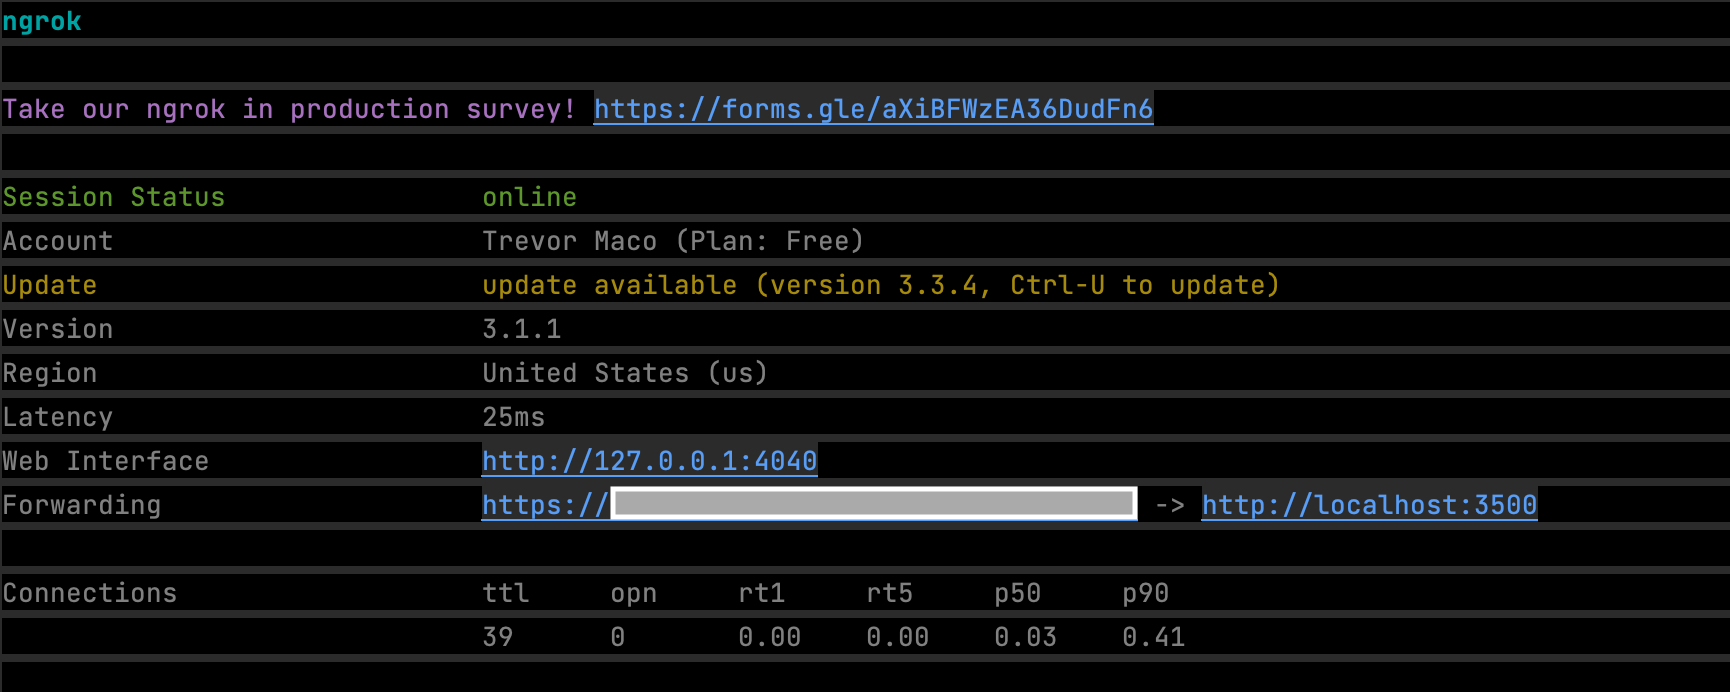 ngrok
Take our ngrok in production survey! https://forms.gle/aXiBFWzEA36DudFn6
Session Status online
Account Trevor Maco (Plan: Free)
Update update available (version 3.3.4, Ctrl-U to update)
Version 3.1.1
Region United States (us)
Latency 25ms
Web Interface http://127.0.0.1:4040
Forwarding https:// -> http://localhost:3500
Connections ttl opn rt1 rt5 p50 p90
39 0 0.00 0.00 0.03 0.41